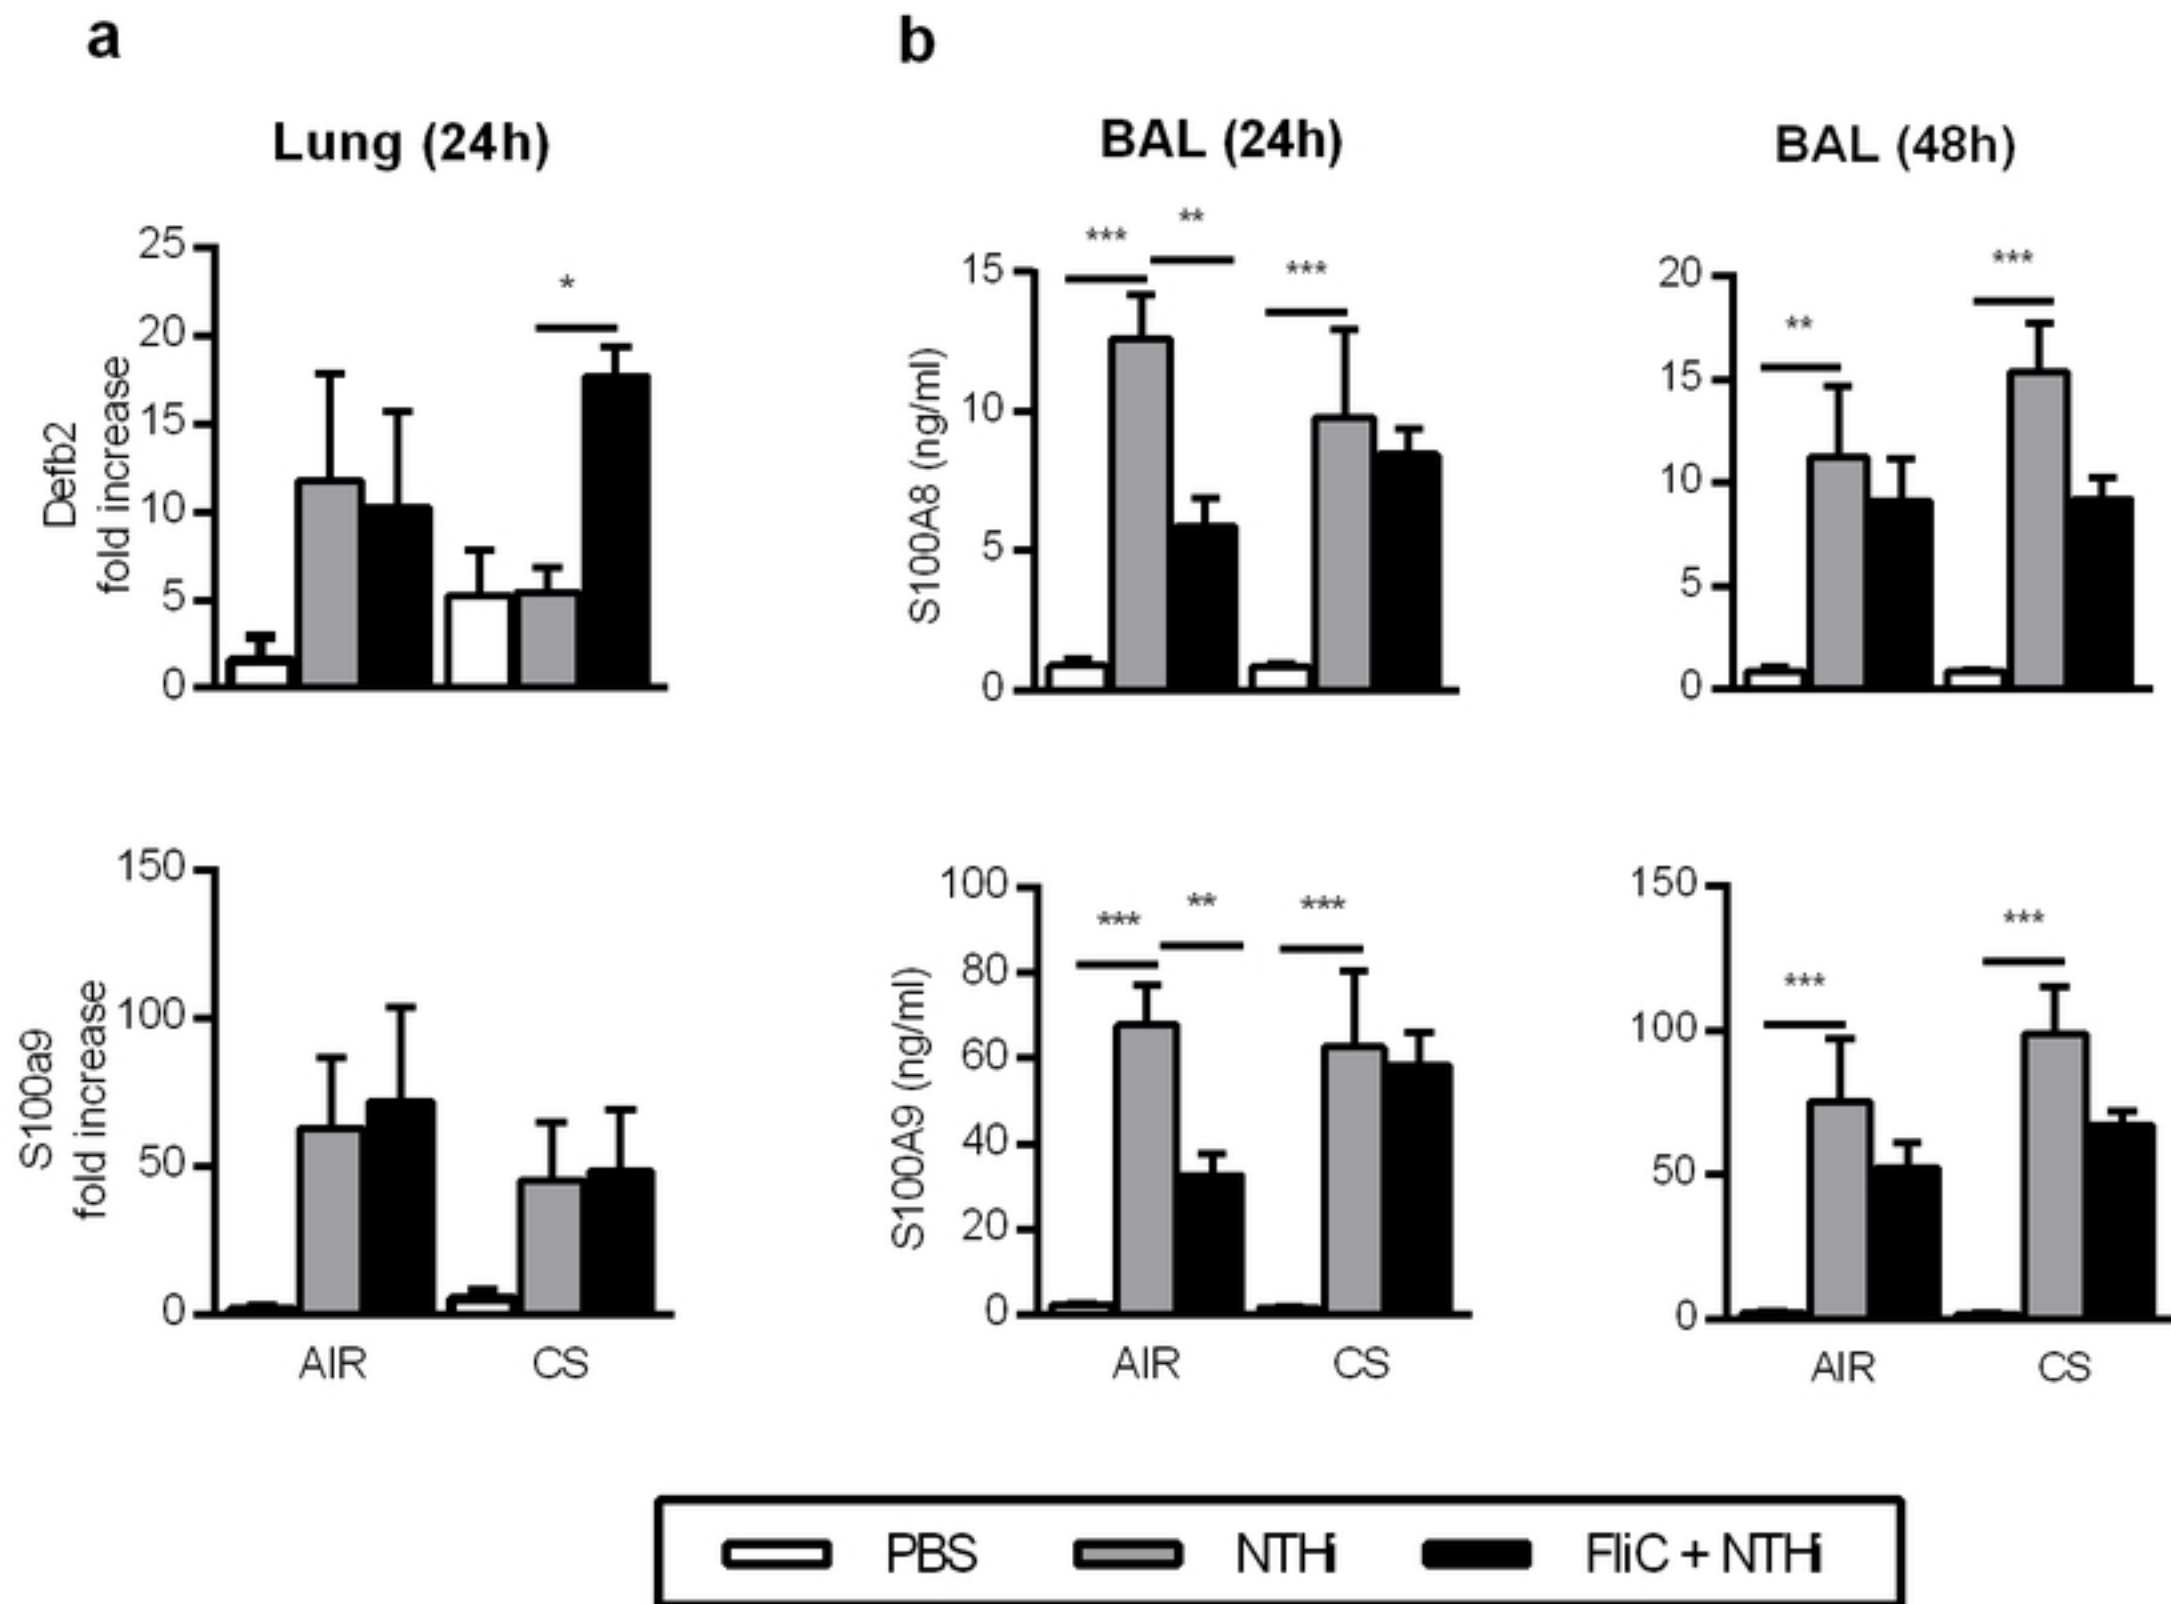 a
b
Lung (24h)
BAL (24h)
BAL (48h)
Defb2
fold increase
25
20
15
10
5
0
*
S100A8 (ng/ml)
15
10
5
0
***
**
***
20
15
10
5
0
**
***
S100a9
fold increase
150
100
50
0
AIR
CS
S100A9 (ng/ml)
100
80
60
40
20
0
***
**
***
AIR
CS
150
100
50
0
***
***
AIR
CS
PBS
NTHi
FliC + NTHi